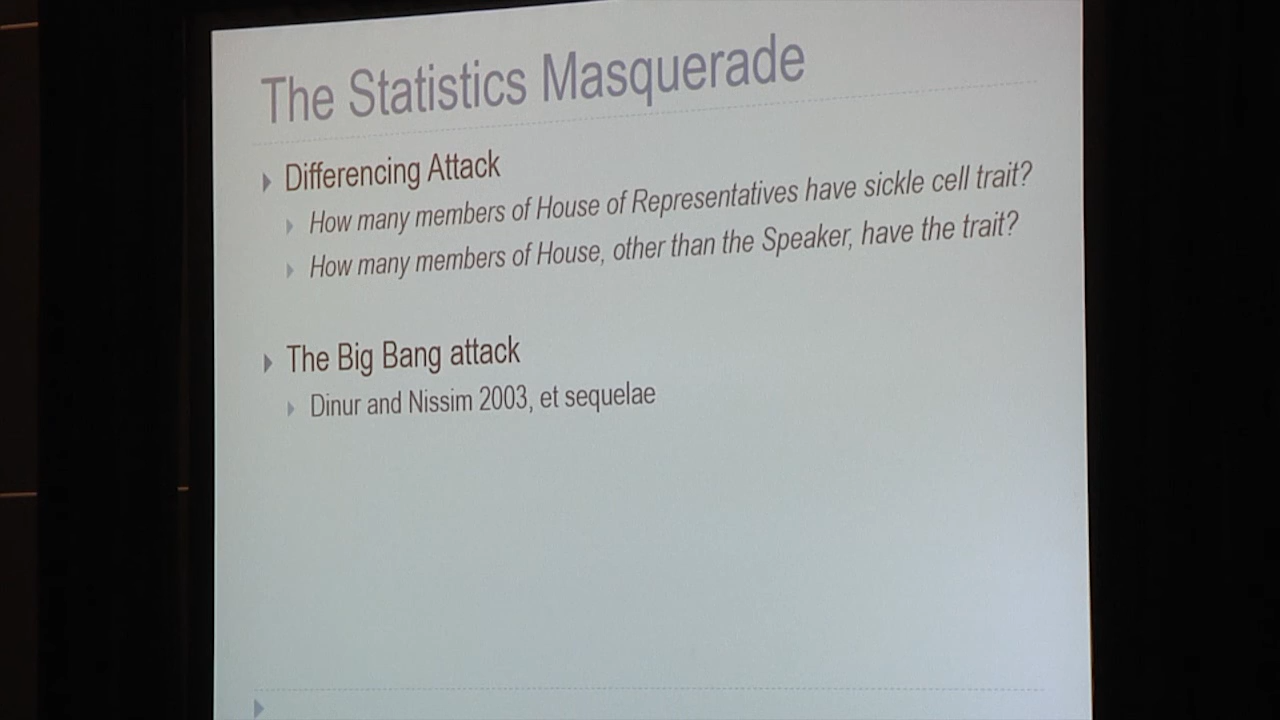 The Statistics Masquerade
Differencing Attack
How many members of House of Representatives have sickle cell trait?
How many members of House, other than the Speaker, have the trait?
The Big Bang attack
Dinur and Nissim 2003, et sequelae